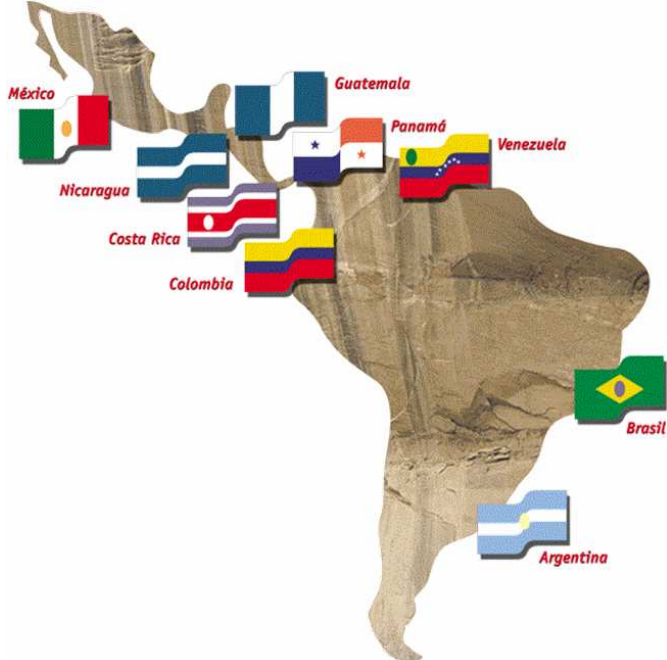 Guatemala
México
Panamá
Venezuela
Nicaragua
Costa Rica
Colombia
Brasil
Argentina